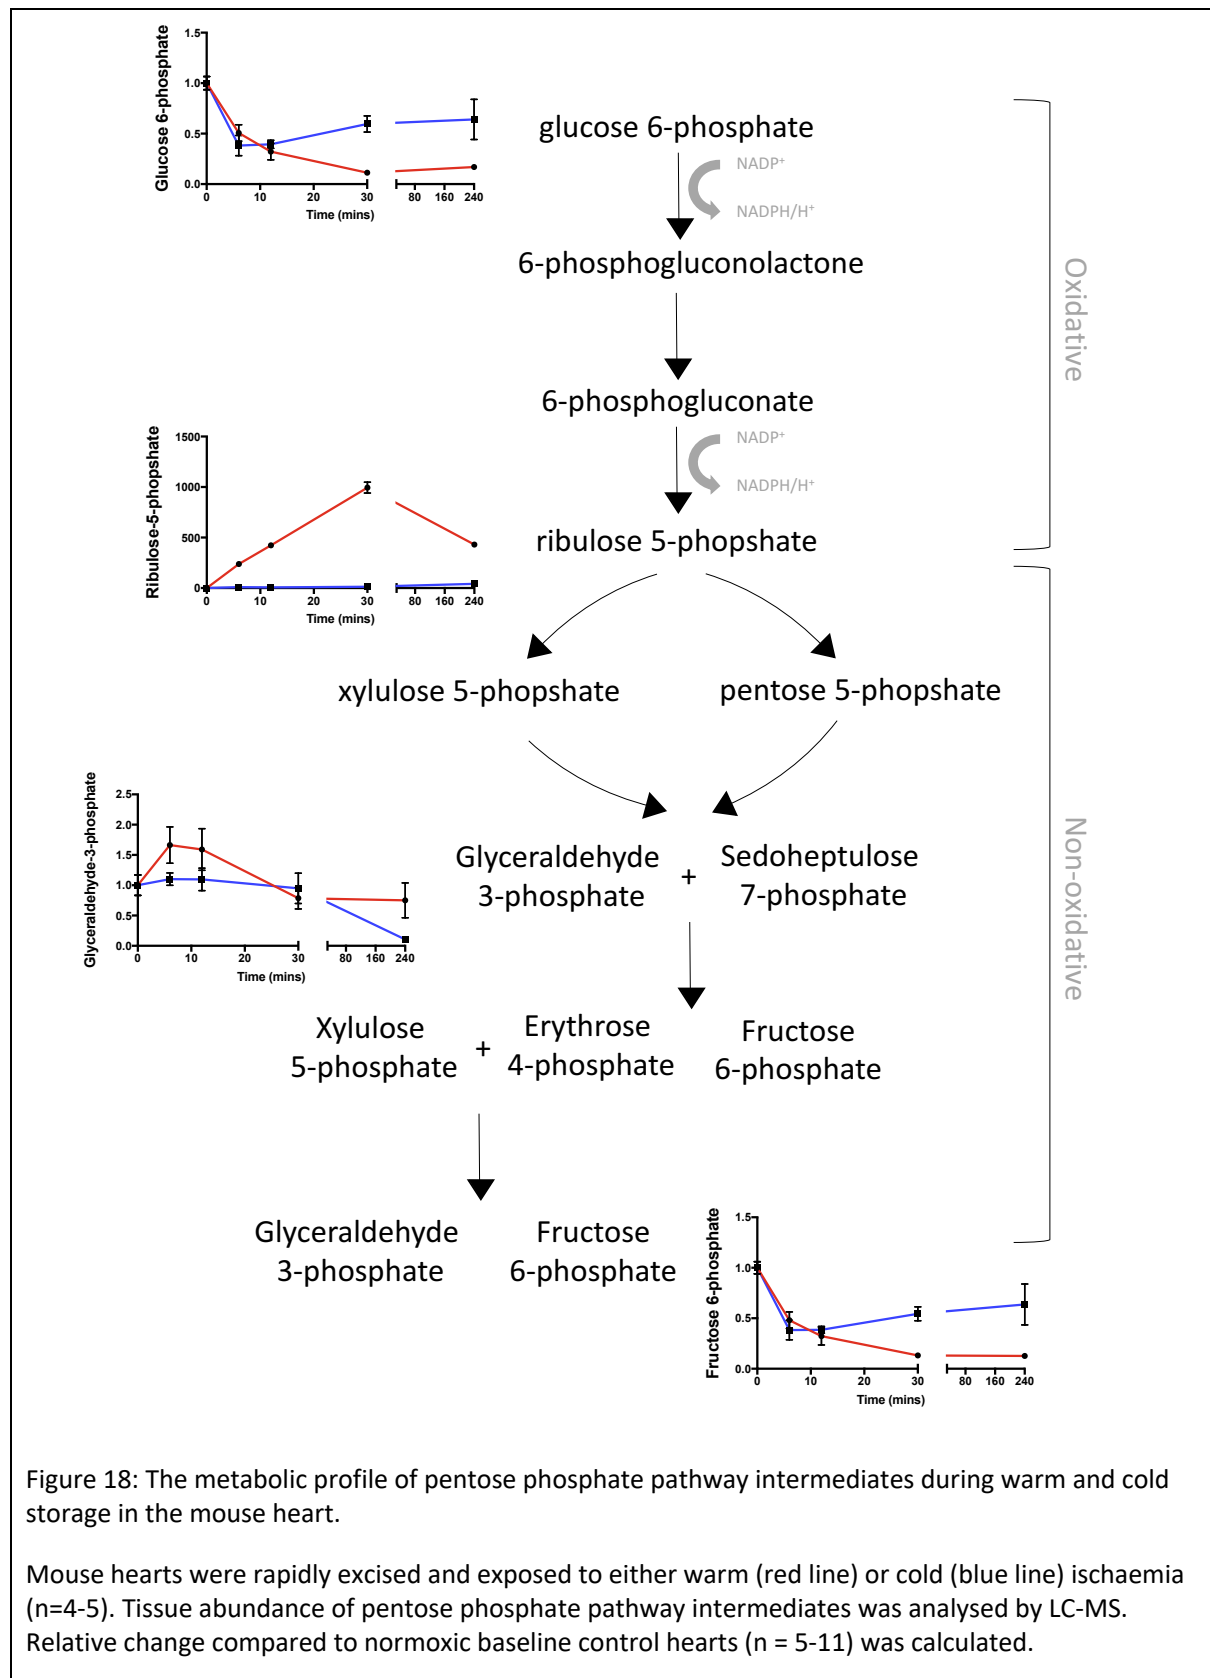 Glucose 6-phosphate
1.5
1.0
0.5
0.0
0 10 20 30 80 160 240
Time (mins)
glucose 6-phosphate
NADP⁺
NADPH/H⁺
6-phosphogluconolactone
Oxidative
6-phosphogluconate
NADP⁺
NADPH/H⁺
ribulose 5-phopshate
Ribulose-5-phopshate
1500
1000
500
0
0 10 20 30 80 160 240
Time (mins)
xylulose 5-phopshate
pentose 5-phopshate
Glyceraldehyde-3-phosphate
2.5
2.0
1.5
1.0
0.5
0.0
0 10 20 30 80 160 240
Time (mins)
Glyceraldehyde
3-phosphate
+
Sedoheptulose
7-phosphate
Non-oxidative
Xylulose
5-phosphate
+
Erythrose
4-phosphate
Fructose
6-phosphate
Glyceraldehyde
3-phosphate
Fructose
6-phosphate
Fructose 6-phosphate
1.5
1.0
0.5
0.0
0 10 20 30 80 160 240
Time (mins)
Figure 18: The metabolic profile of pentose phosphate pathway intermediates during warm and cold
storage in the mouse heart.
Mouse hearts were rapidly excised and exposed to either warm (red line) or cold (blue line) ischaemia
(n=4-5). Tissue abundance of pentose phosphate pathway intermediates was analysed by LC-MS.
Relative change compared to normoxic baseline control hearts (n = 5-11) was calculated.